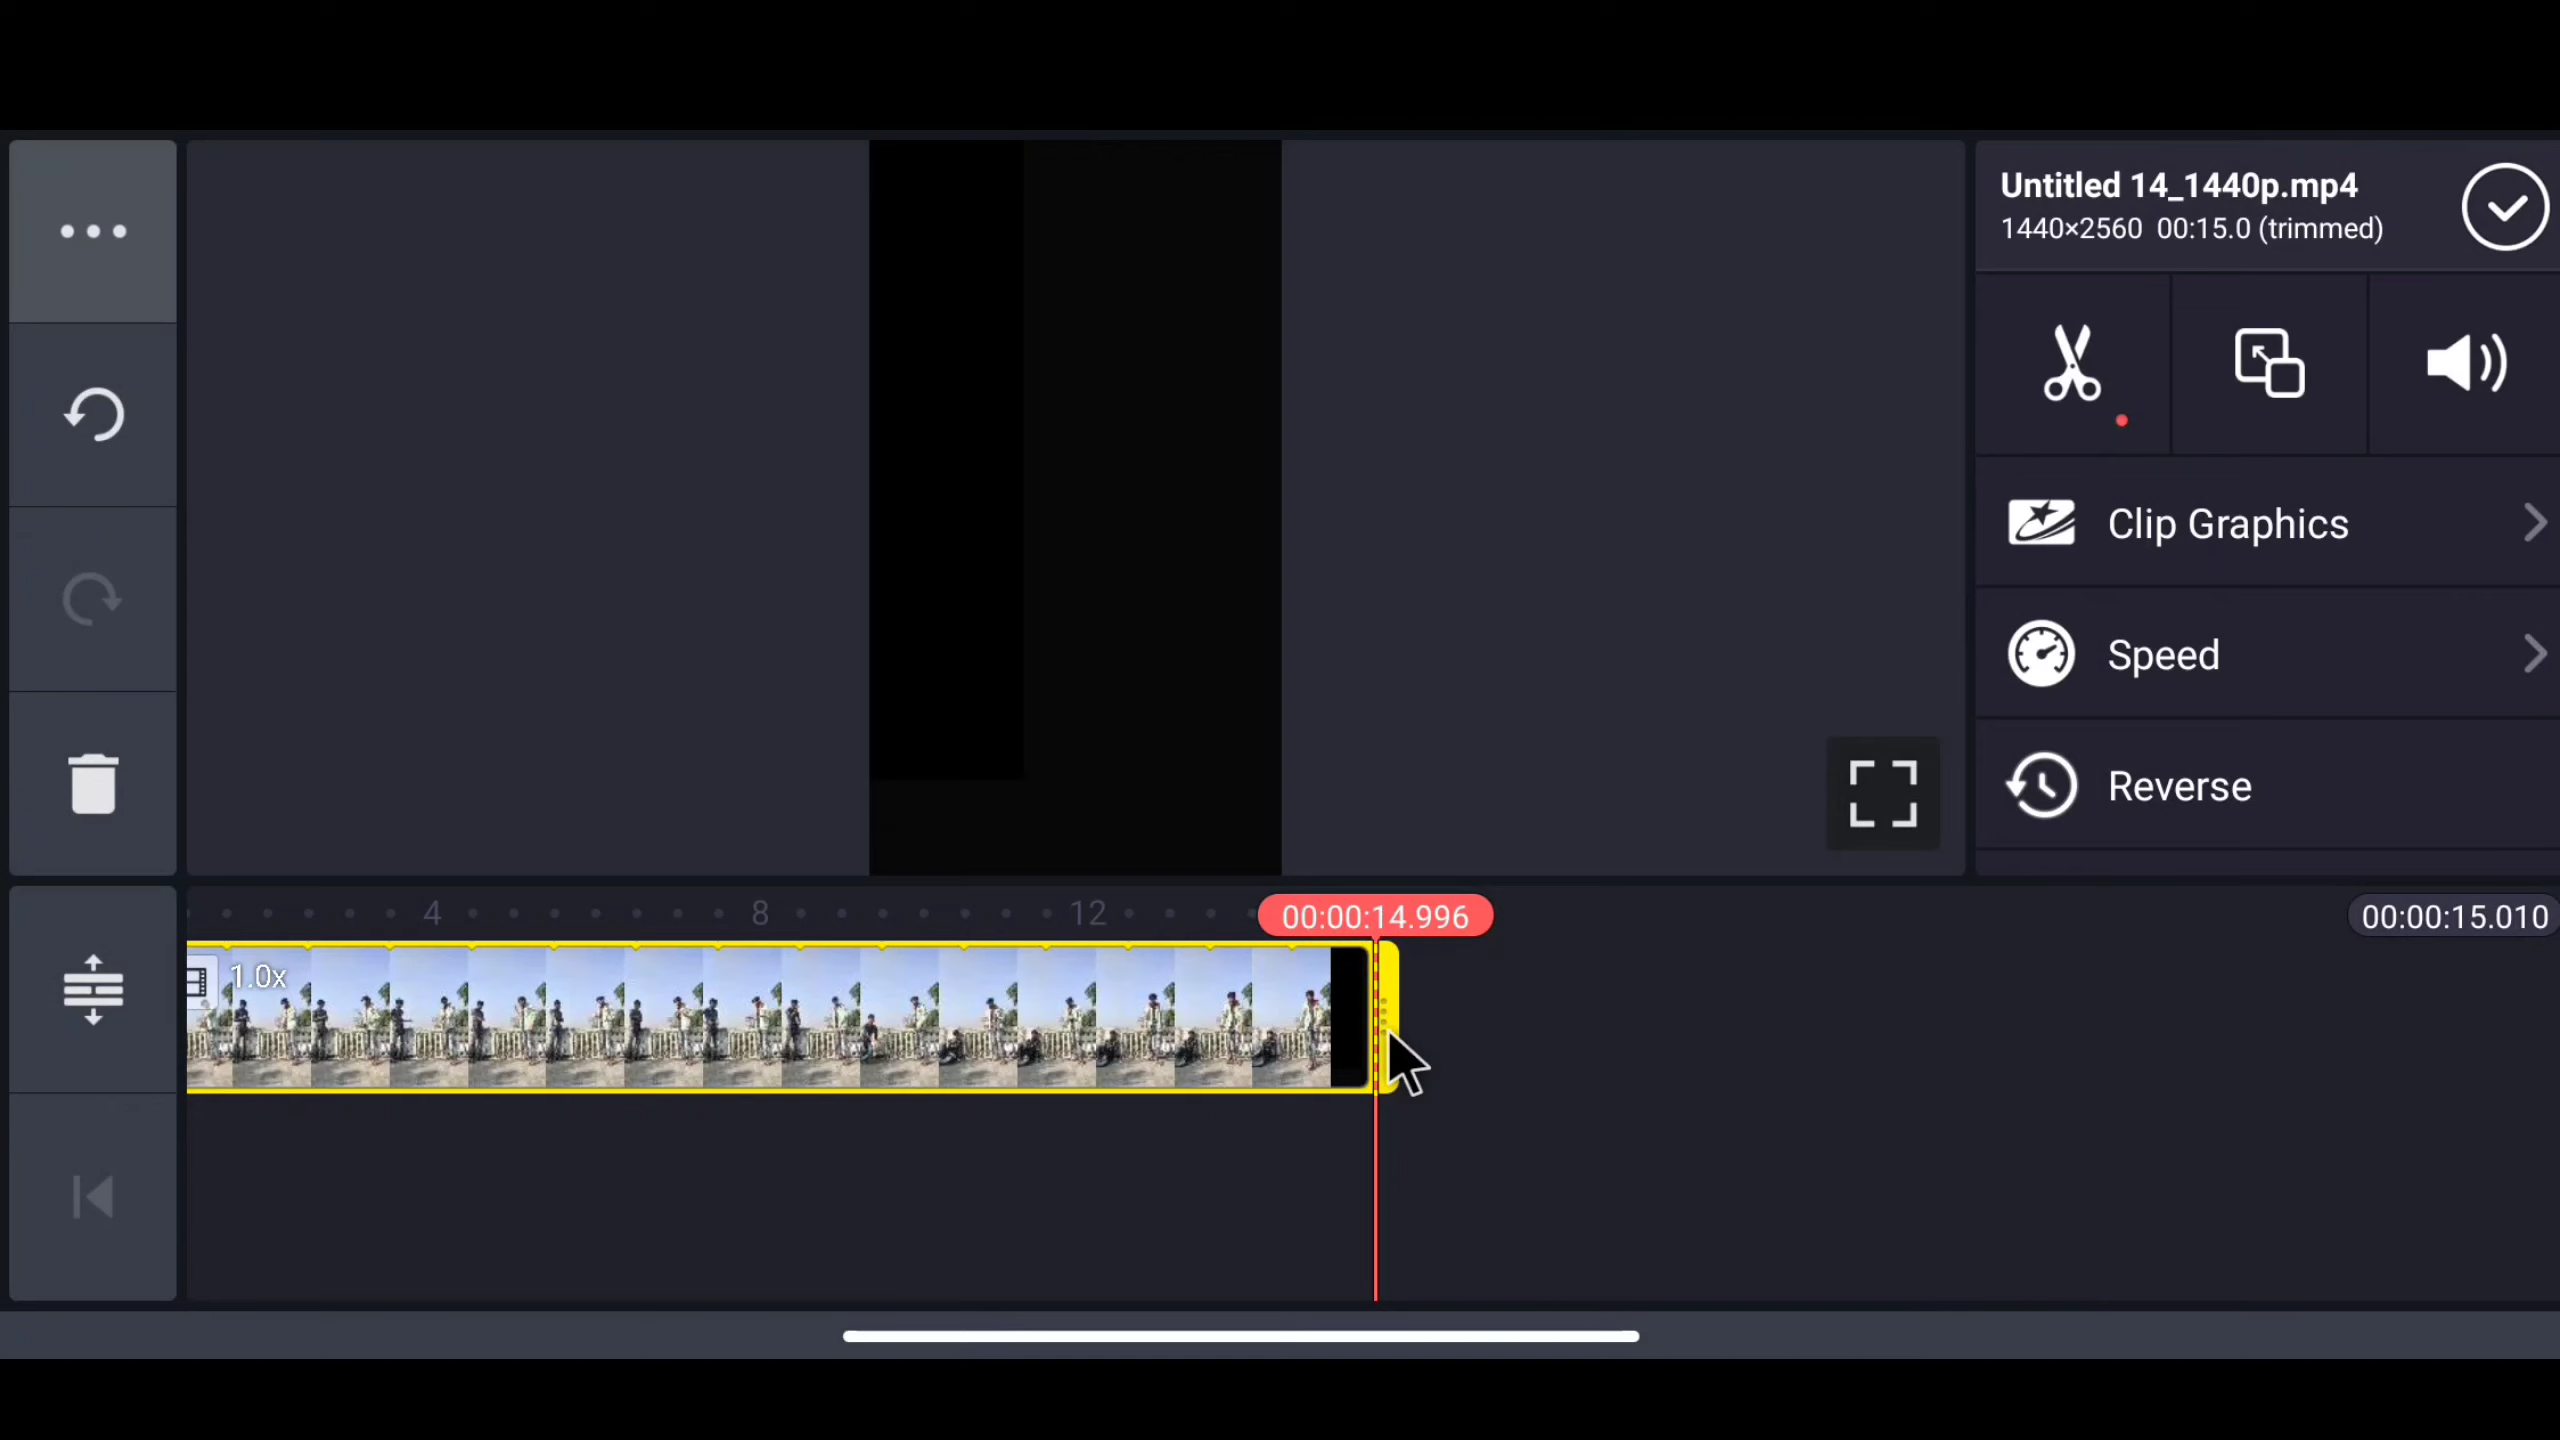 Untitled 14_1440p.mp4
1440×2560 00:15.0 (trimmed)
Clip Graphics
Speed
Reverse
4 8 12 00:00:14.996 00:00:15.010
1.0x